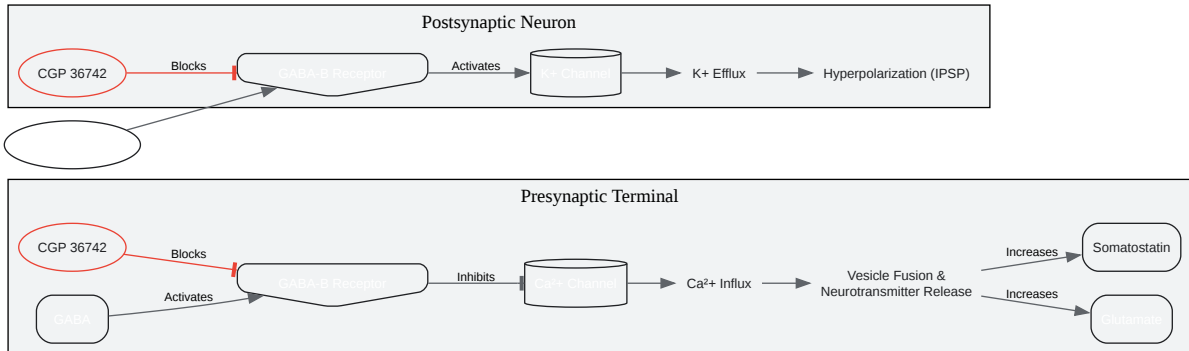 Postsynaptic Neuron
CGP 36742
Blocks
GABA-B Receptor
Activates
K+ Channel
K+ Efflux
Hyperpolarization (IPSP)
Presynaptic Terminal
CGP 36742
Blocks
GABA-B Receptor
Inhibits
Ca²+ Channel
Ca²+ Influx
Vesicle Fusion &
Neurotransmitter Release
Increases
Somatostatin
Activates
GABA
Increases
Glutamate